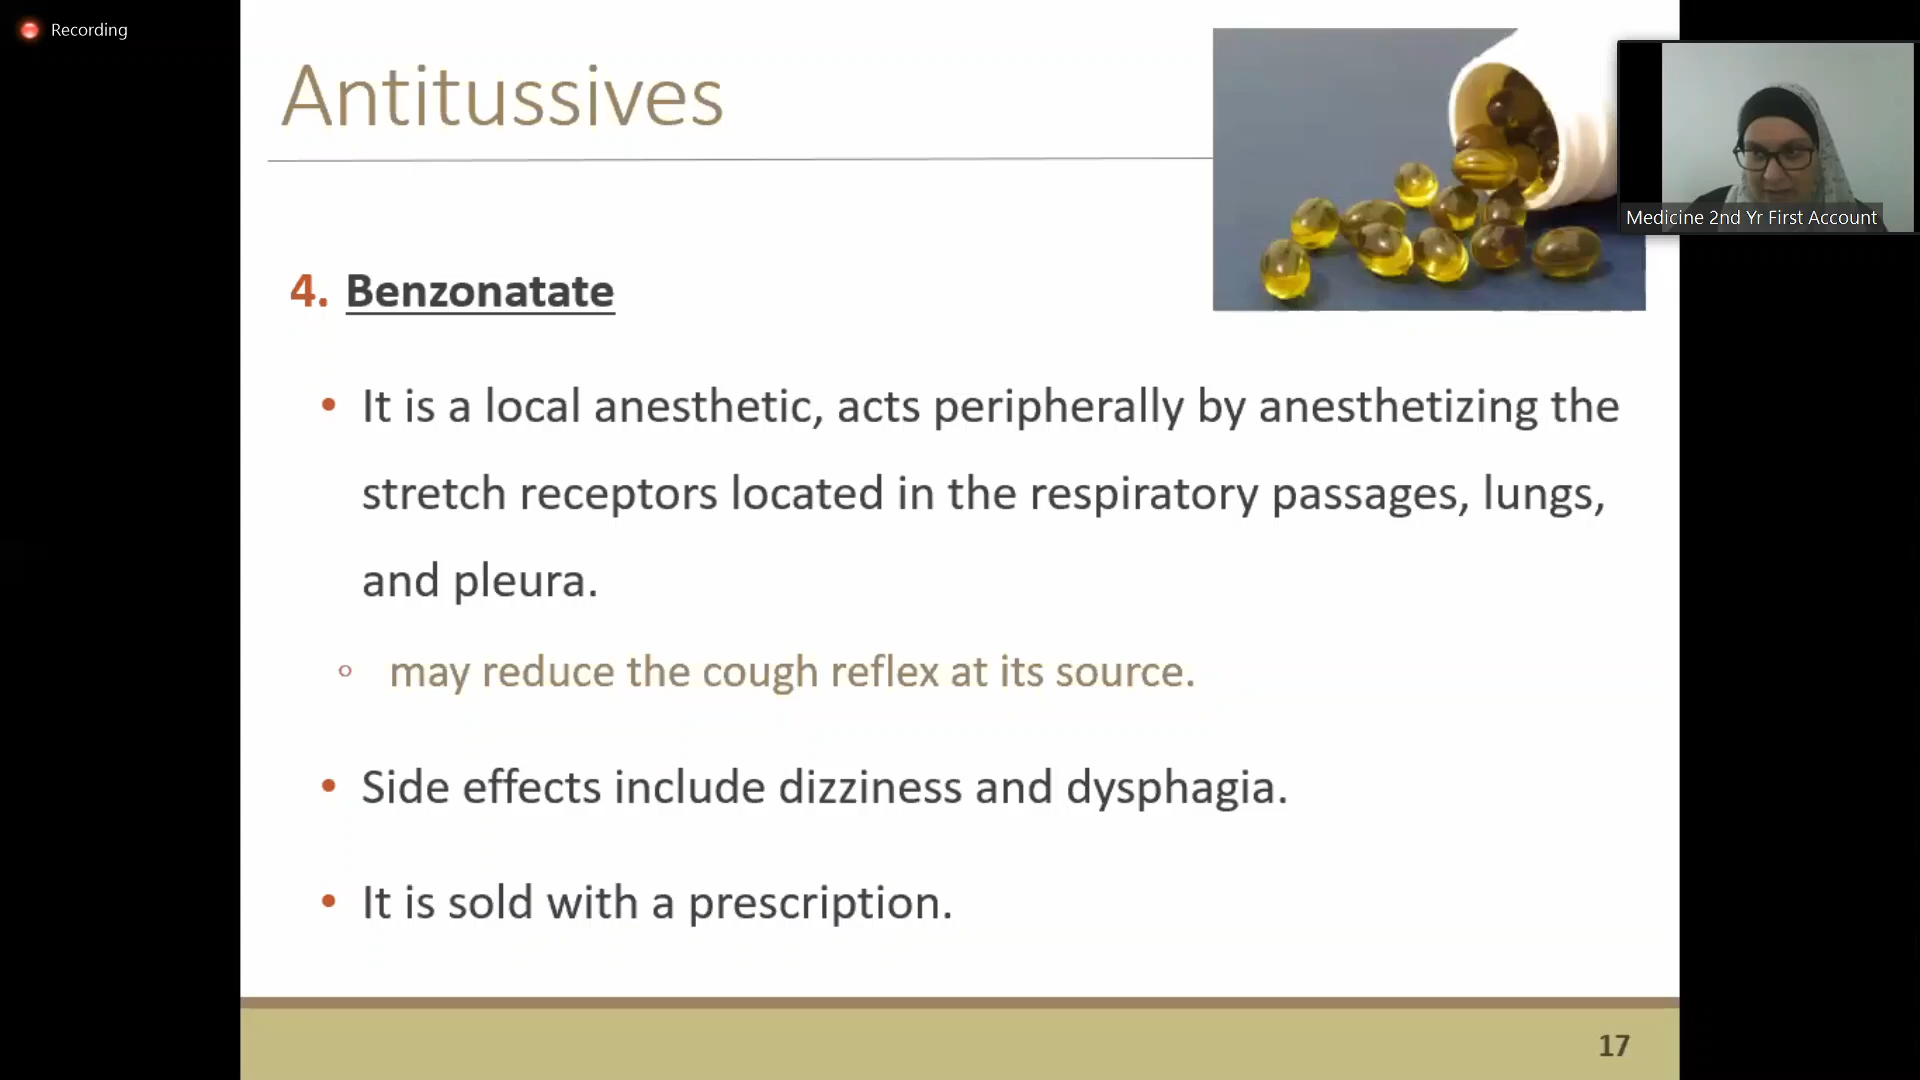 Recording
Antitussives
Medicine 2nd Yr First Account
4. Benzonatate
• It is a local anesthetic, acts peripherally by anesthetizing the
stretch receptors located in the respiratory passages, lungs,
and pleura.
◦ may reduce the cough reflex at its source.
• Side effects include dizziness and dysphagia.
• It is sold with a prescription.
17